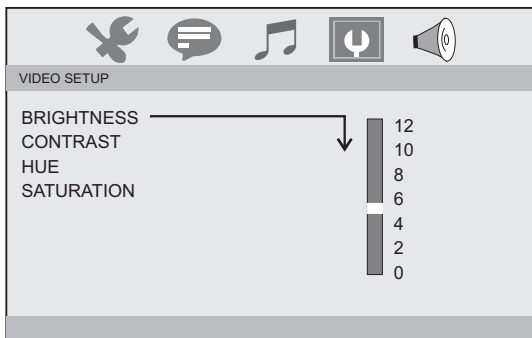 VIDEO SETUP
BRIGHTNESS
CONTRAST
HUE
SATURATION
12
10
8
6
4
2
0